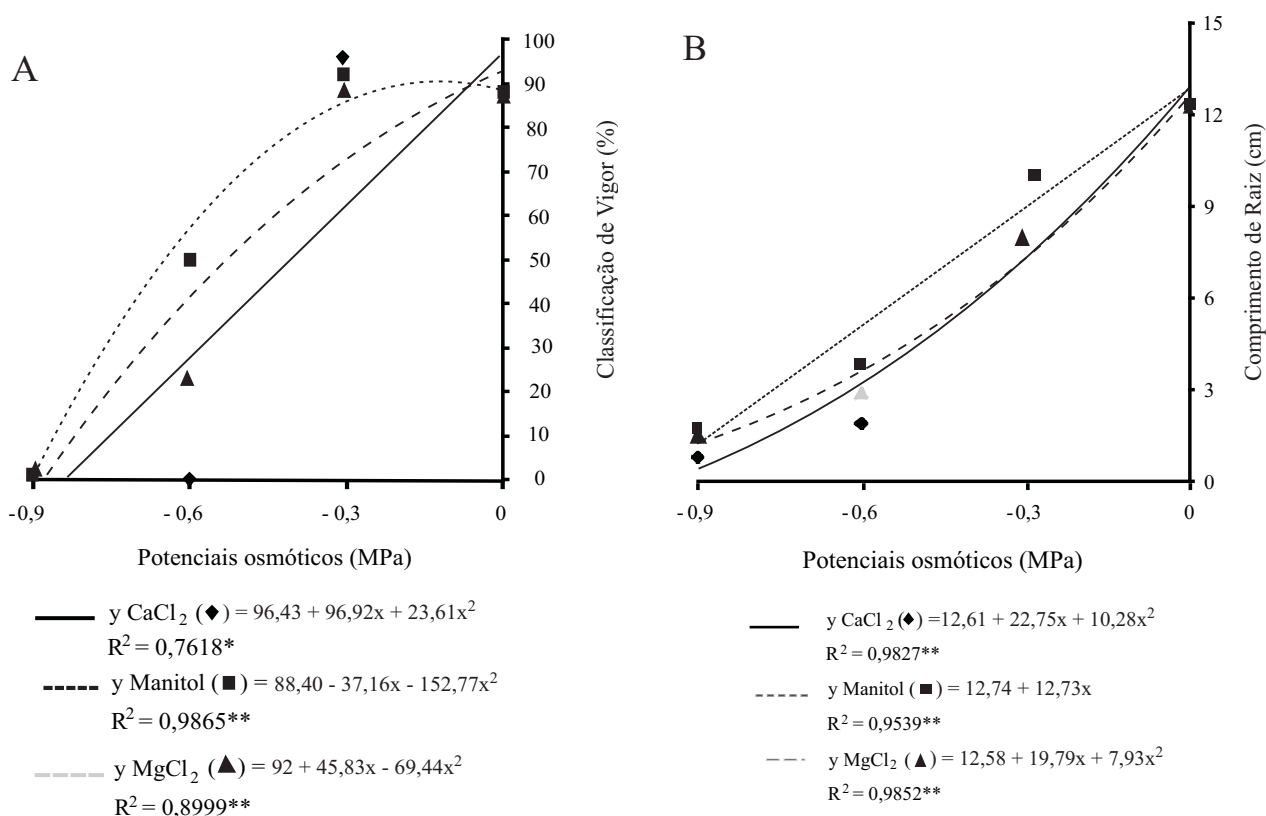 A
100
90
80
70
60
50
40
30
20
10
0
Classificação de Vigor (%)
-0,9 -0,6 -0,3 0
Potenciais osmóticos (MPa)
y CaCl2 (♦) = 96,43 + 96,92x + 23,61x²
R² = 0,7618*
y Manitol (■) = 88,40 - 37,16x - 152,77x²
R² = 0,9865**
y MgCl2 (▲) = 92 + 45,83x - 69,44x²
R² = 0,8999**
B
15
12
9
6
3
0
Comprimento de Raiz (cm)
-0,9 -0,6 -0,3 0
Potenciais osmóticos (MPa)
y CaCl2 (♦) =12,61 + 22,75x + 10,28x²
R² = 0,9827**
y Manitol (■) = 12,74 + 12,73x
R² = 0,9539**
y MgCl2 (▲) = 12,58 + 19,79x + 7,93x²
R² = 0,9852**